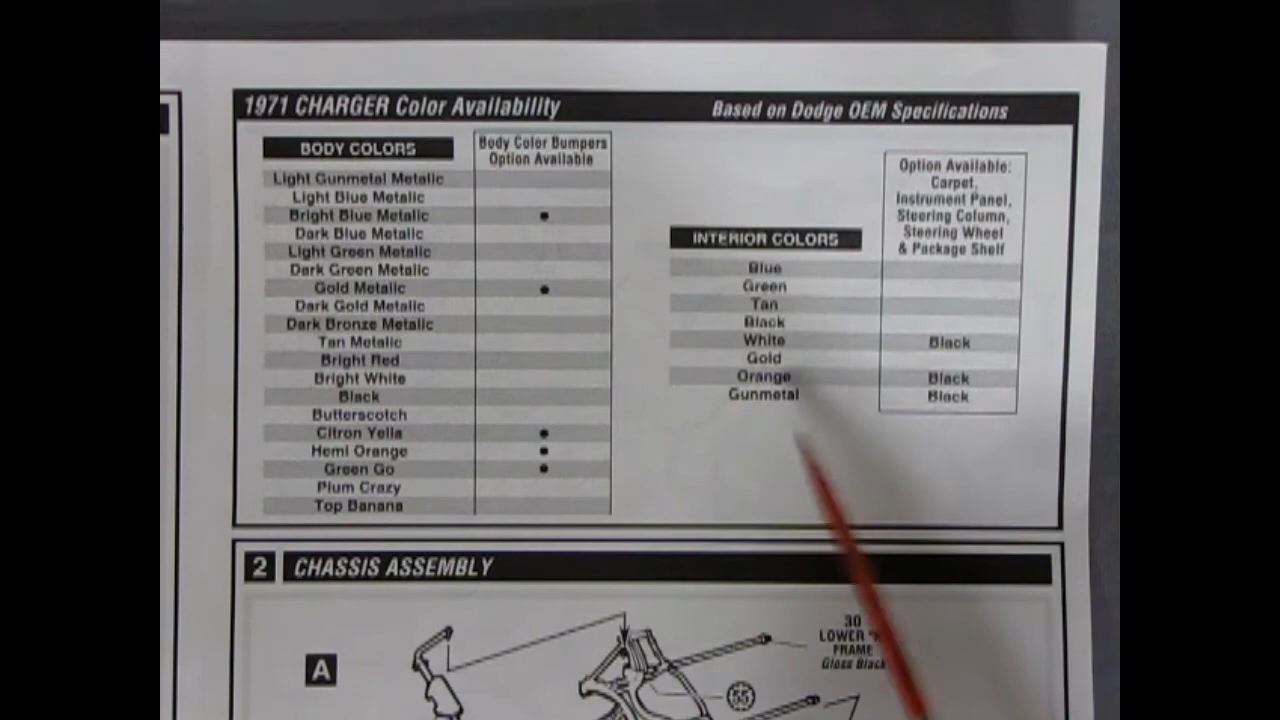 1971 CHARGER Color Availability
Based on Dodge OEM Specifications
BODY COLORS
Body Color Bumpers
Option Available
Light Gunmetal Metalic
Light Blue Metalic
Bright Blue Metalic •
Dark Blue Metalic
Light Green Metalic
Dark Green Metalic
Gold Metalic •
Dark Gold Metalic
Dark Bronze Metalic
Tan Metalic
Bright Red
Bright White
Black
Butterscotch
Citron Yella •
Hemi Orange •
Green Go •
Plum Crazy
Top Banana
INTERIOR COLORS
Option Available:
Carpet,
Instrument Panel,
Steering Column,
Steering Wheel
& Package Shelf
Blue
Green
Tan
Black
White Black
Gold
Orange Black
Gunmetal Black
2 CHASSIS ASSEMBLY
A
30
LOWER
FRAME
Gloss Black
55